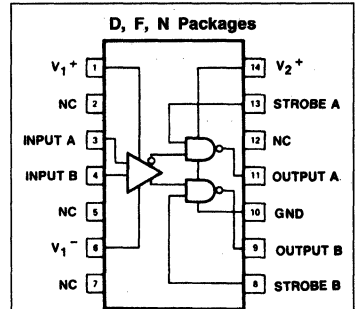 D, F, N Packages
V1+ 1 14 V2+
NC 2 13 STROBE A
INPUT A 3 12 NC
INPUT B 4 11 OUTPUT A
NC 5 10 GND
V1- 6 9 OUTPUT B
NC 7 8 STROBE B